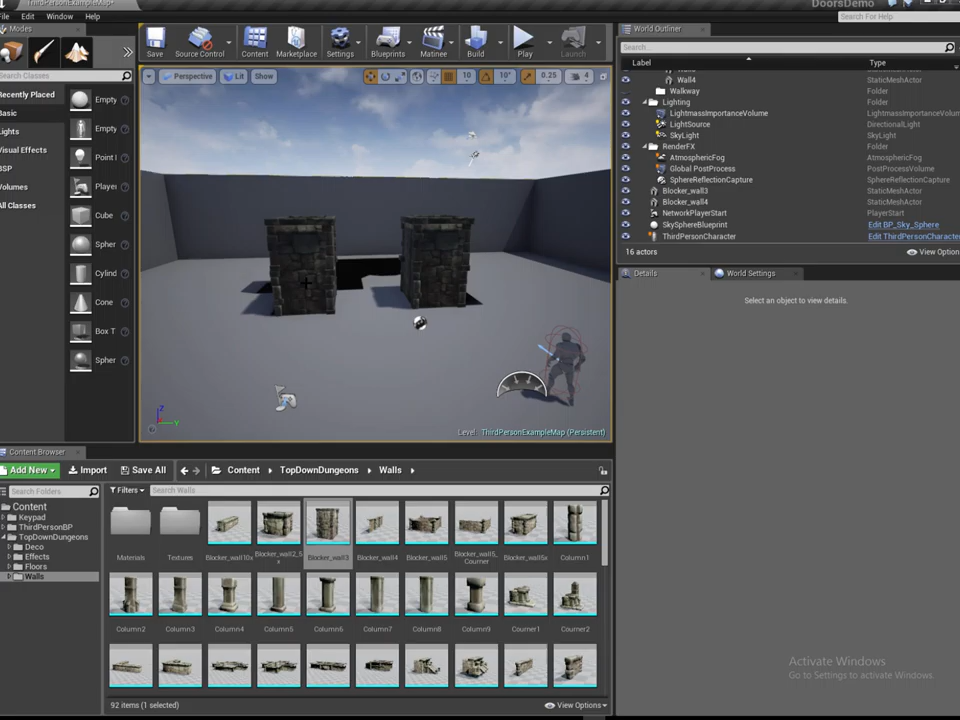 ThirdPersonExampleMap*
DoorsDemo
File Edit Window Help
Search For Help
Modes
World Outliner
Save Source Control Content Marketplace Settings Blueprints Matinee Build Play Launch
Search...
Label Type
Search Classes
Perspective Lit Show 10 10° 0.25 4
Wall4 StaticMeshActor
Walkway Folder
Lighting Folder
LightmassImportanceVolume LightmassImportanceVolum
LightSource DirectionalLight
SkyLight SkyLight
RenderFX Folder
AtmosphericFog AtmosphericFog
Global PostProcess PostProcessVolume
SphereReflectionCapture SphereReflectionCapture
Blocker_wall3 StaticMeshActor
Blocker_wall4 StaticMeshActor
NetworkPlayerStart PlayerStart
SkySphereBlueprint Edit BP_Sky_Sphere
ThirdPersonCharacter Edit ThirdPersonCharacte
16 actors View Option
Recently Placed
Basic
Lights
Visual Effects
BSP
Volumes
All Classes
Empty
Empty
Point
Player
Cube
Spher
Cylind
Cone
Box T
Spher
Details World Settings
Select an object to view details.
Z
Y
Level: ThirdPersonExampleMap (Persistent)
Content Browser
Add New Import Save All Content TopDownDungeons Walls
Search Folders
Filters Search Walls
Content
Keypad
ThirdPersonBP
TopDownDungeons
Deco
Effects
Floors
Walls
Materials Textures Blocker_wall10x Blocker_wall2_5x Blocker_wall3 Blocker_wall4 Blocker_wall5 Blocker_wall5_Courner Blocker_wall5x Column1
Column2 Column3 Column4 Column5 Column6 Column7 Column8 Column9 Courner1 Courner2
92 items (1 selected) View Options
Activate Windows
Go to Settings to activate Windows.